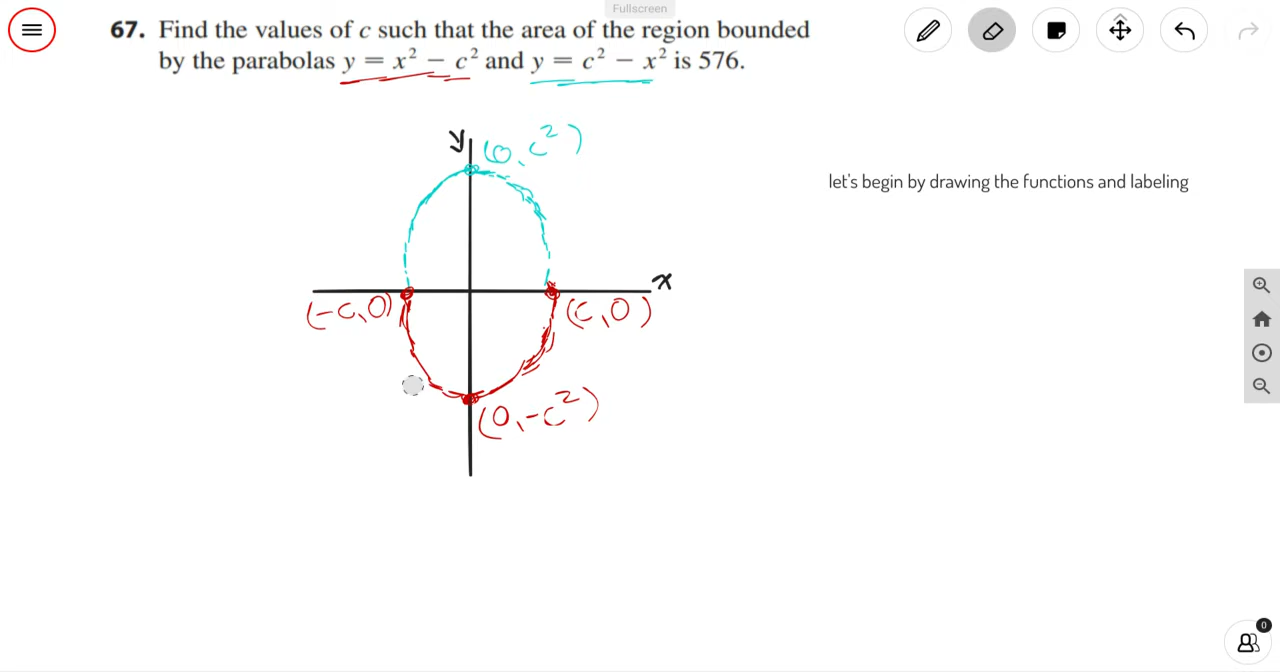 Fullscreen
67. Find the values of c such that the area of the region bounded
by the parabolas y = x² − c² and y = c² − x² is 576.
y
(0, c²)
let's begin by drawing the functions and labeling
x
(-c,0)
(c,0)
(0,-c²)
0